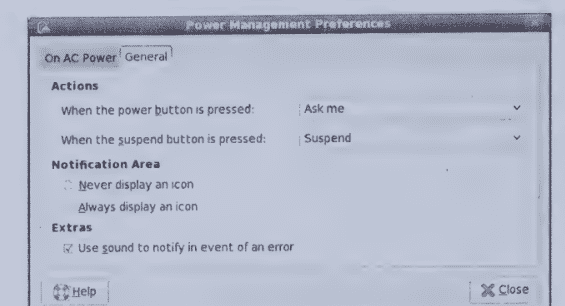 Power Management Preferences
On AC Power General
Actions
When the power button is pressed: Ask me
When the suspend button is pressed: Suspend
Notification Area
Never display an icon
Always display an icon
Extras
Use sound to notify in event of an error
Help Close